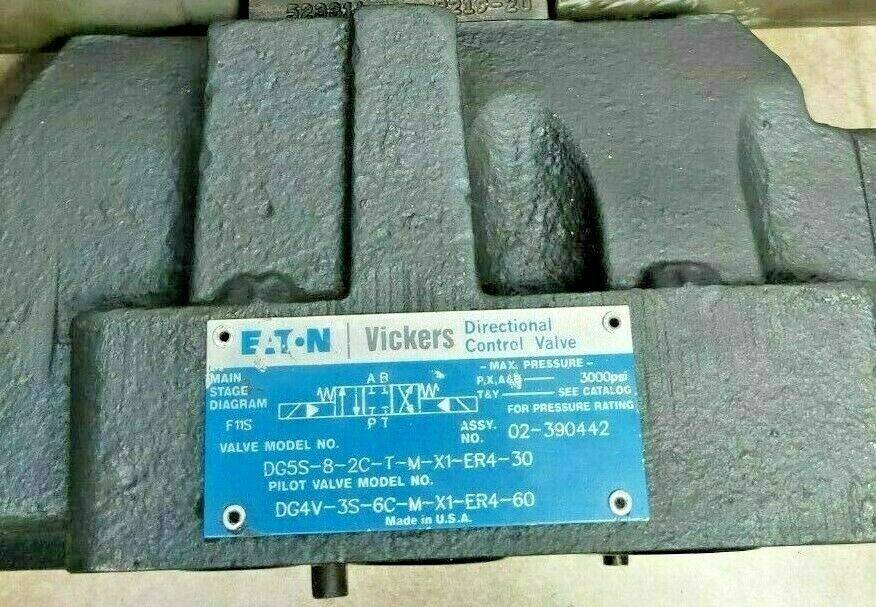 EATON | Vickers Directional
Control Valve
MAIN
STAGE
DIAGRAM
F11S
A B
P T
- MAX. PRESSURE -
P,X,A&B 3000psi
T&Y SEE CATALOG
FOR PRESSURE RATING
ASSY.
NO. 02-390442
VALVE MODEL NO.
DG5S-8-2C-T-M-X1-ER4-30
PILOT VALVE MODEL NO.
DG4V-3S-6C-M-X1-ER4-60
Made in U.S.A.